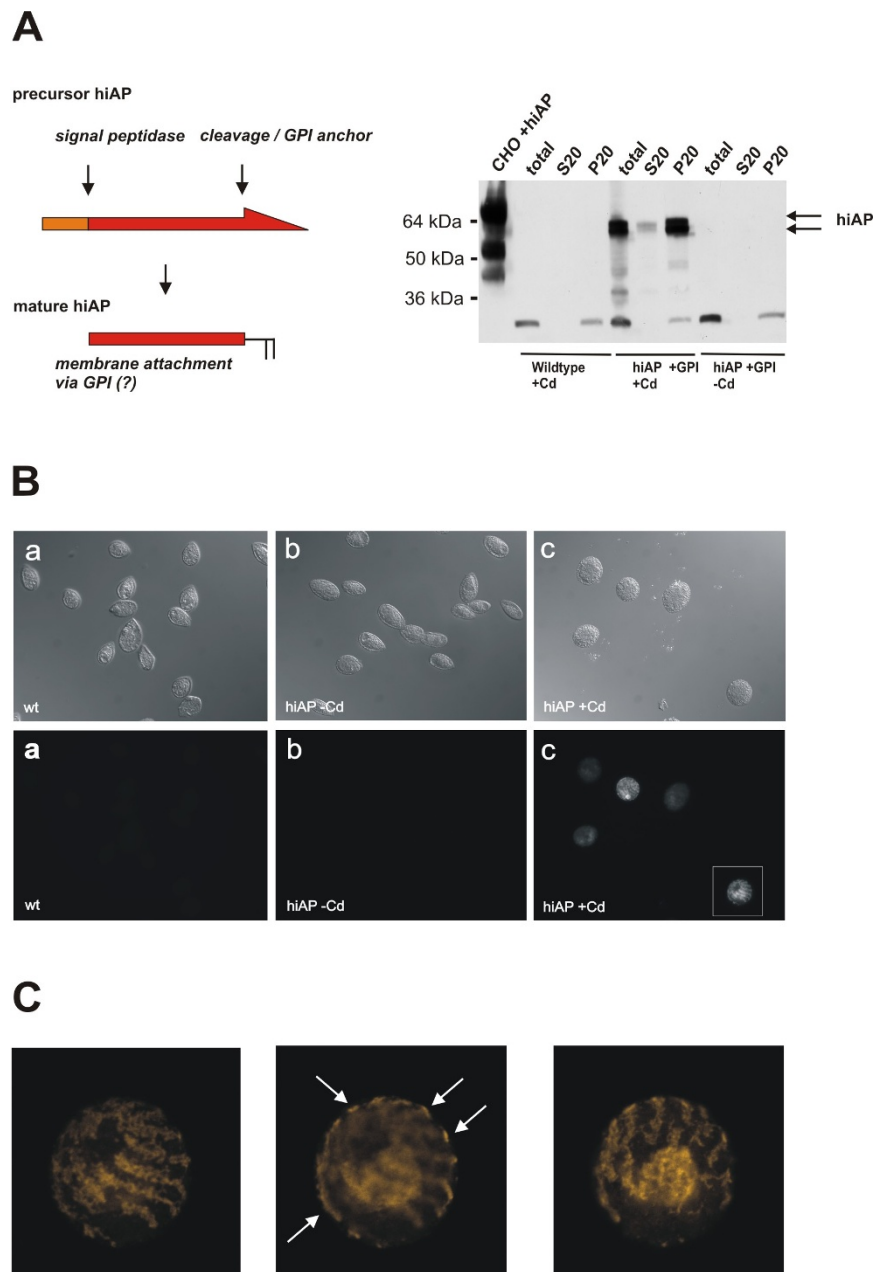 A
precursor hiAP
signal peptidase cleavage / GPI anchor
mature hiAP
membrane attachment
via GPI (?)
CHO +hiAP
total S20 P20 total S20 P20 total S20 P20
64 kDa
50 kDa
36 kDa
hiAP
Wildtype
+Cd
hiAP +GPI
+Cd
hiAP +GPI
-Cd
B
a
wt
b
hiAP -Cd
c
hiAP +Cd
a
wt
b
hiAP -Cd
c
hiAP +Cd
C